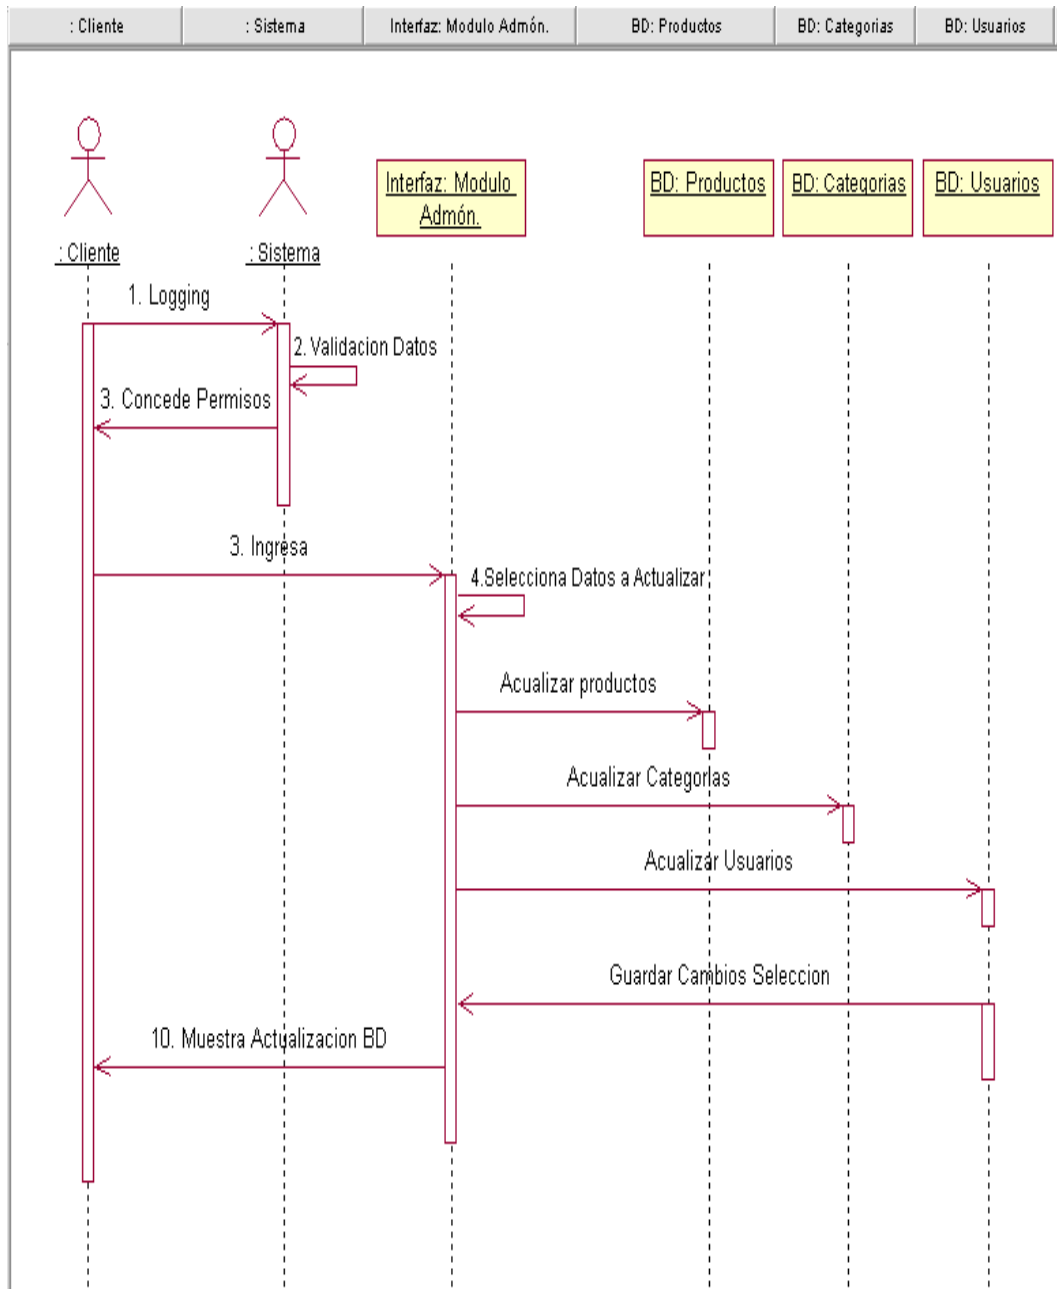 : Cliente
: Sistema
Interfaz: Modulo Admón.
BD: Productos
BD: Categorias
BD: Usuarios
Interfaz: Modulo
Admón.
BD: Productos
BD: Categorias
BD: Usuarios
: Cliente
: Sistema
1. Logging
2. Validacion Datos
3. Concede Permisos
3. Ingresa
4.Selecciona Datos a Actualizar
Acualizar productos
Acualizar Categorias
Acualizar Usuarios
Guardar Cambios Seleccion
10. Muestra Actualizacion BD